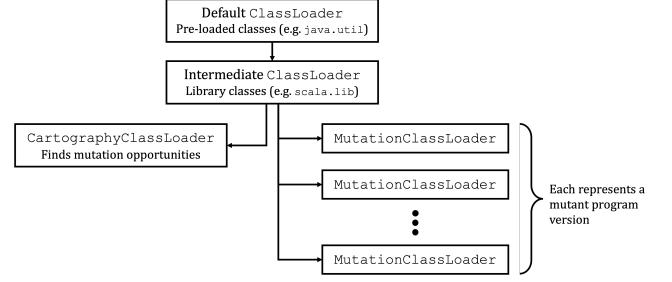 Default ClassLoader
Pre-loaded classes (e.g. java.util)
Intermediate ClassLoader
Library classes (e.g. scala.lib)
CartographyClassLoader
Finds mutation opportunities
MutationClassLoader
MutationClassLoader
MutationClassLoader
Each represents a
mutant program
version